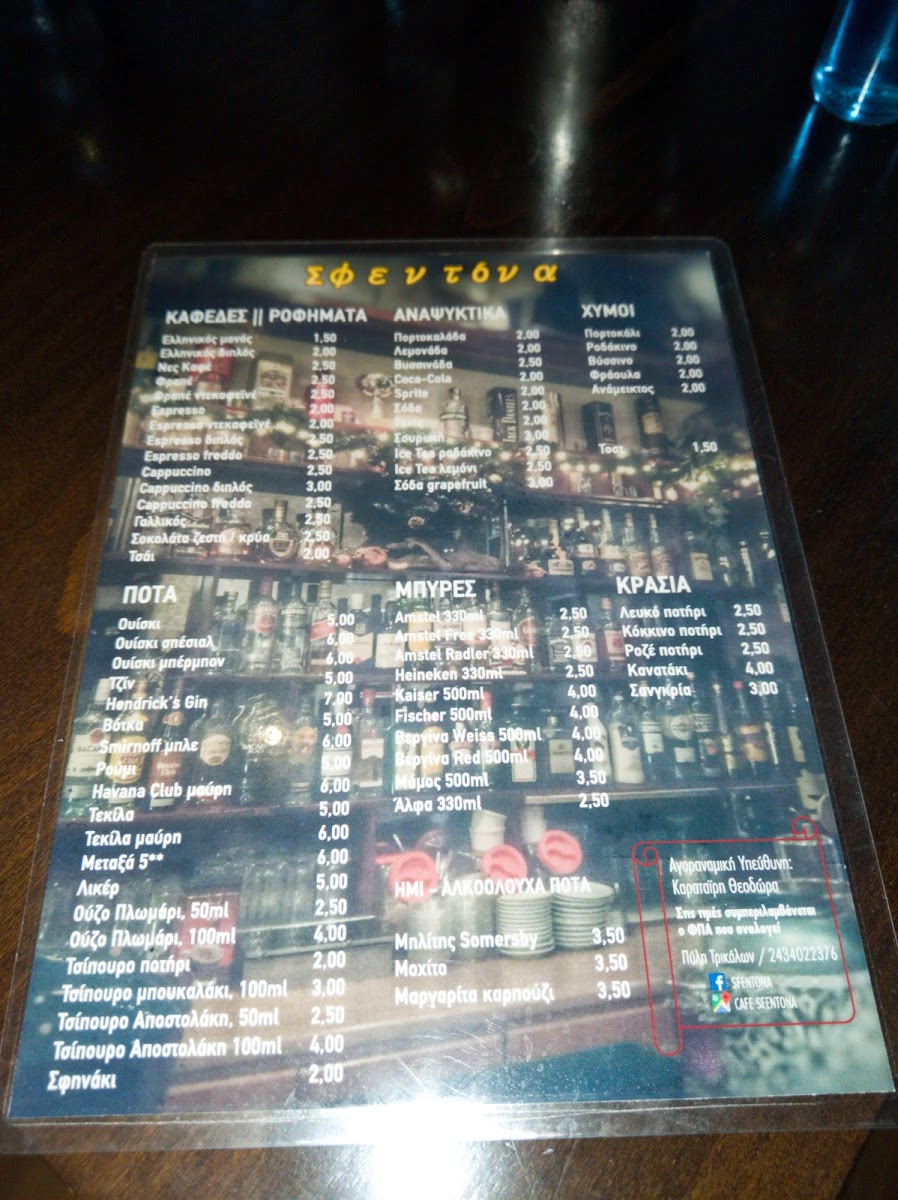 Σφεντόνα
ΚΑΦΕΔΕΣ || ΡΟΦΗΜΑΤΑ
Ελληνικός μονός 1,50
Ελληνικός διπλός 2,00
Νες Καφέ 2,50
Φραπέ 2,50
Φραπέ ντεκαφεϊνέ 2,50
Espresso 2,00
Espresso ντεκαφεϊνέ 2,00
Espresso διπλός 2,50
Espresso freddo 2,50
Cappuccino 2,50
Cappuccino διπλός 3,00
Cappuccino freddo 2,50
Γαλλικός 2,50
Σοκολάτα ζεστή / κρύα 2,50
Τσάι 2,00
ΑΝΑΨΥΚΤΙΚΑ
Πορτοκαλάδα 2,00
Λεμονάδα 2,00
Βυσσινάδα 2,50
Coca-Cola 2,00
Sprite 2,00
Σόδα 2,00
Tonic 2,00
Σουρωτή 3,00
Ice Tea ροδάκινο 2,50
Ice Tea λεμόνι 2,50
Σόδα grapefruit 3,00
ΧΥΜΟΙ
Πορτοκάλι 2,00
Ροδάκινο 2,00
Βύσσινο 2,00
Φράουλα 2,00
Ανάμεικτος 2,00
Τοστ 1,50
ΠΟΤΑ
Ουίσκι 5,00
Ουίσκι σπέσιαλ 6,00
Ουίσκι μπέρμπον 6,00
Τζίν 5,00
Hendrick's Gin 7,00
Βότκα 5,00
Smirnoff μπλε 6,00
Ρούμι 5,00
Havana Club μαύρη 6,00
Τεκίλα 5,00
Τεκίλα μαύρη 6,00
Μεταξά 5** 6,00
Λικέρ 5,00
Ούζο Πλωμάρι, 50ml 2,50
Ούζο Πλωμάρι, 100ml 4,00
Τσίπουρο ποτήρι 2,00
Τσίπουρο μπουκαλάκι, 100ml 3,00
Τσίπουρο Αποστολάκη, 50ml 2,50
Τσίπουρο Αποστολάκη 100ml 4,00
Σφηνάκι 2,00
ΜΠΥΡΕΣ
Amstel 330ml 2,50
Amstel Free 330ml 2,50
Amstel Radler 330ml 2,50
Heineken 330ml 2,50
Kaiser 500ml 4,00
Fischer 500ml 4,00
Βεργίνα Weiss 500ml 4,00
Βεργίνα Red 500ml 4,00
Μάμος 500ml 3,50
Άλφα 330ml 2,50
ΗΜΙ - ΑΛΚΟΟΛΟΥΧΑ ΠΟΤΑ
Μηλίτης Somersby 3,50
Μοχίτο 3,50
Μαργαρίτα καρπούζι 3,50
ΚΡΑΣΙΑ
Λευκό ποτήρι 2,50
Κόκκινο ποτήρι 2,50
Ροζέ ποτήρι 2,50
Κανατάκι 4,00
Σανγκρία 3,00
Αγορανομική Υπεύθυνη:
Καραταϊρη Θεοδώρα
Στις τιμές συμπεριλαμβάνεται
ο ΦΠΑ που αναλογεί
Πύλη Τρικάλων / 2434022376
SFENTONA
CAFE SFENTONA
JACK DANIEL'S